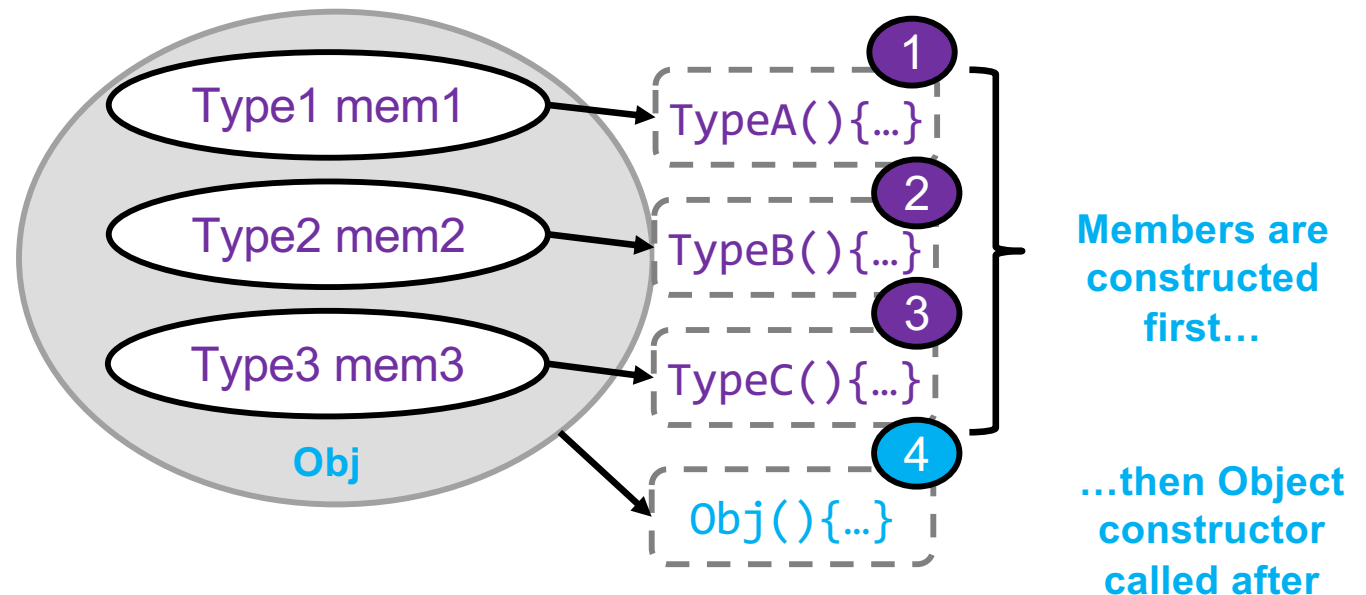 1
Type1 mem1
TypeA(){…}
2
Type2 mem2
TypeB(){…}
Members are
constructed
first…
3
Type3 mem3
TypeC(){…}
4
Obj
Obj(){…}
…then Object
constructor
called after